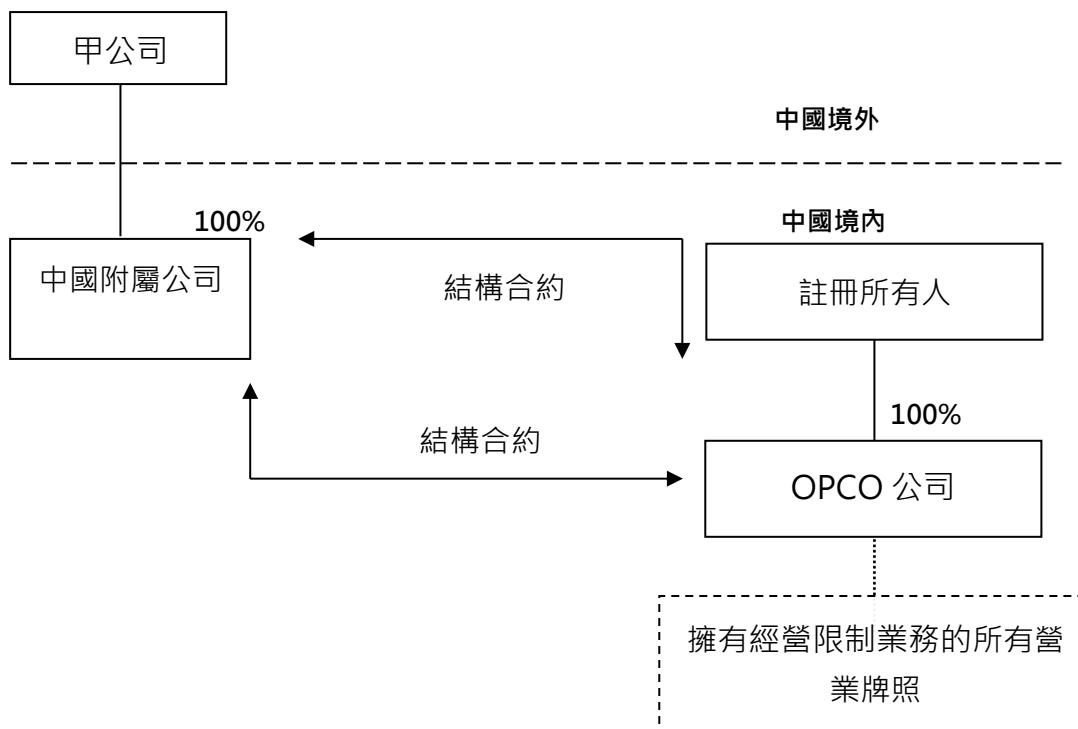 甲公司
中國境外
100%
中國境內
中國附屬公司
結構合約
註冊所有人
100%
結構合約
OPCO 公司
擁有經營限制業務的所有營
業牌照